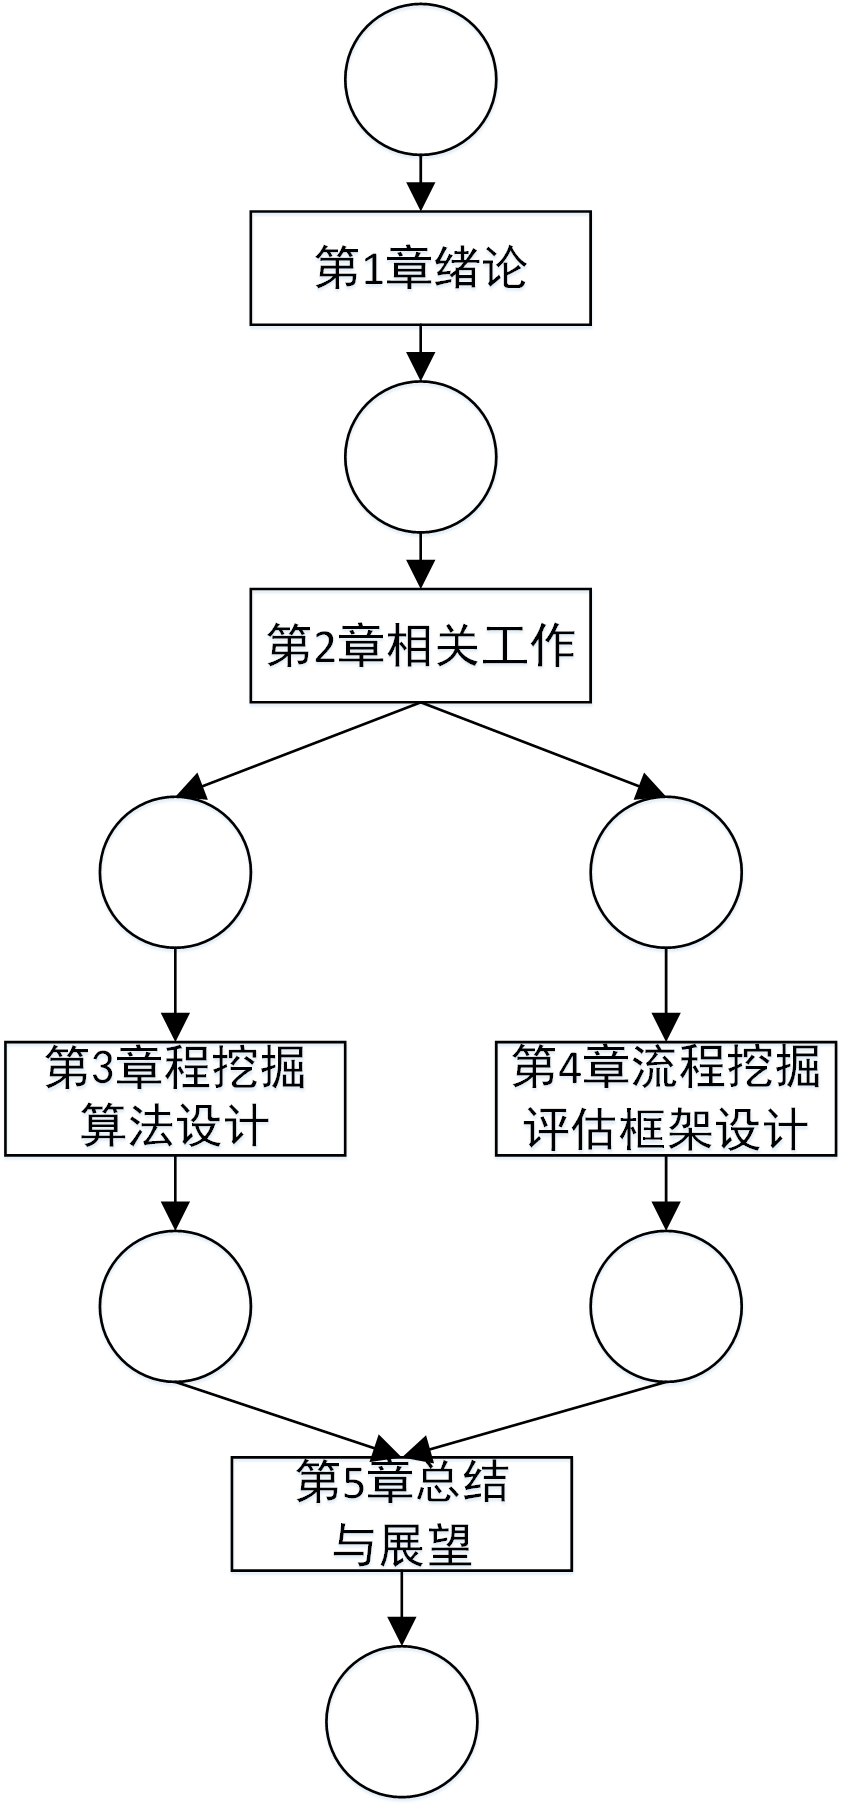 第1章绪论
第2章相关工作
第3章程挖掘
算法设计
第4章流程挖掘
评估框架设计
第5章总结
与展望